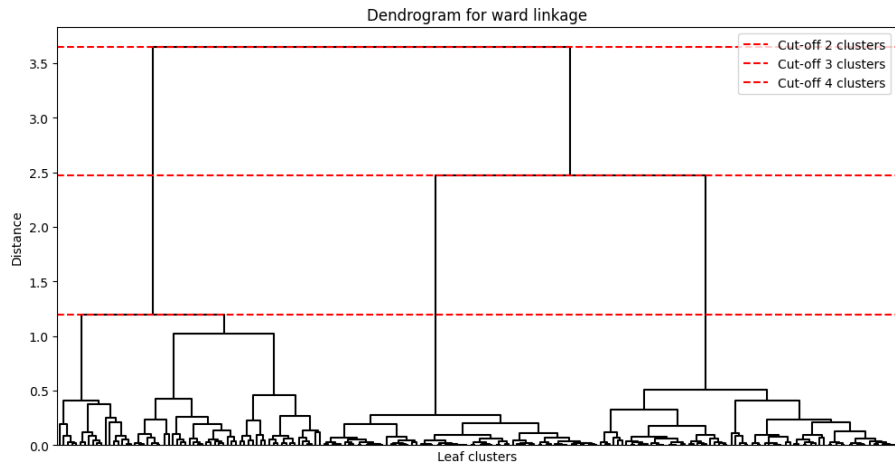 Dendrogram for ward linkage
Cut-off 2 clusters
Cut-off 3 clusters
Cut-off 4 clusters
3.5
3.0
2.5
2.0
1.5
1.0
0.5
0.0
Distance
Leaf clusters